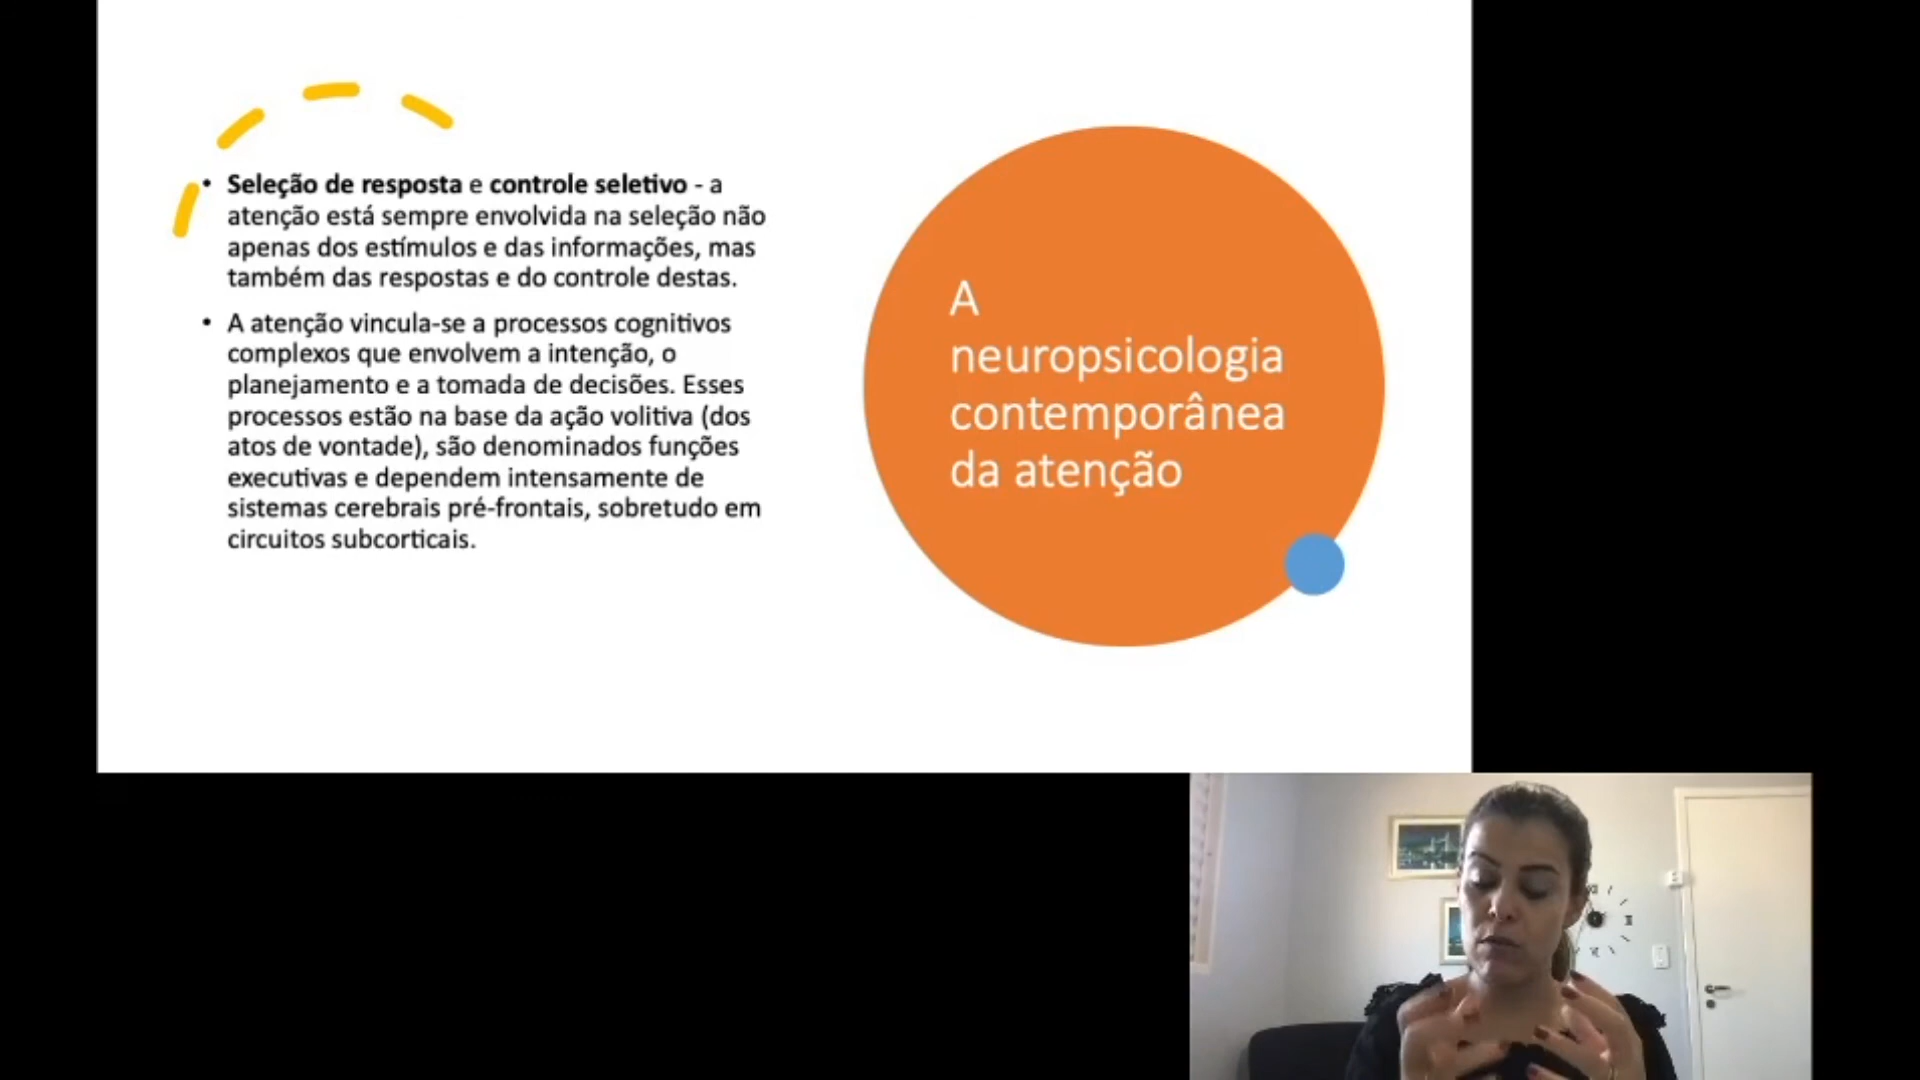 • Seleção de resposta e controle seletivo - a
atenção está sempre envolvida na seleção não
apenas dos estímulos e das informações, mas
também das respostas e do controle destas.
• A atenção vincula-se a processos cognitivos
complexos que envolvem a intenção, o
planejamento e a tomada de decisões. Esses
processos estão na base da ação volitiva (dos
atos de vontade), são denominados funções
executivas e dependem intensamente de
sistemas cerebrais pré-frontais, sobretudo em
circuitos subcorticais.
A
neuropsicologia
contemporânea
da atenção